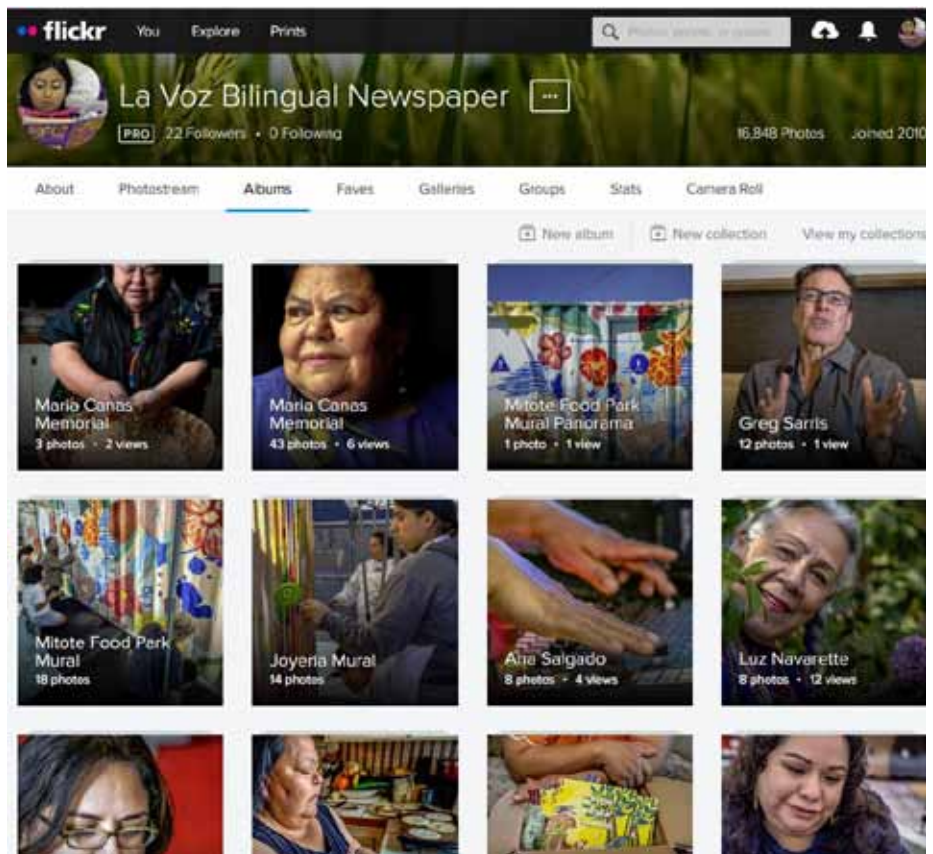 flickr You Explore Prints
La Voz Bilingual Newspaper
PRO 22 Followers • 0 Following 16,848 Photos Joined 2010
About Photostream Albums Faves Galleries Groups Stats Camera Roll
New album New collection View my collections
Maria Canas
Memorial
3 photos • 2 views
Maria Canas
Memorial
43 photos • 6 views
Mitote Food Park
Mural Panorama
1 photo • 1 view
Greg Sarris
12 photos • 1 view
Mitote Food Park
Mural
18 photos
Joyeria Mural
14 photos
Ana Salgado
8 photos • 4 views
Luz Navarette
8 photos • 12 views